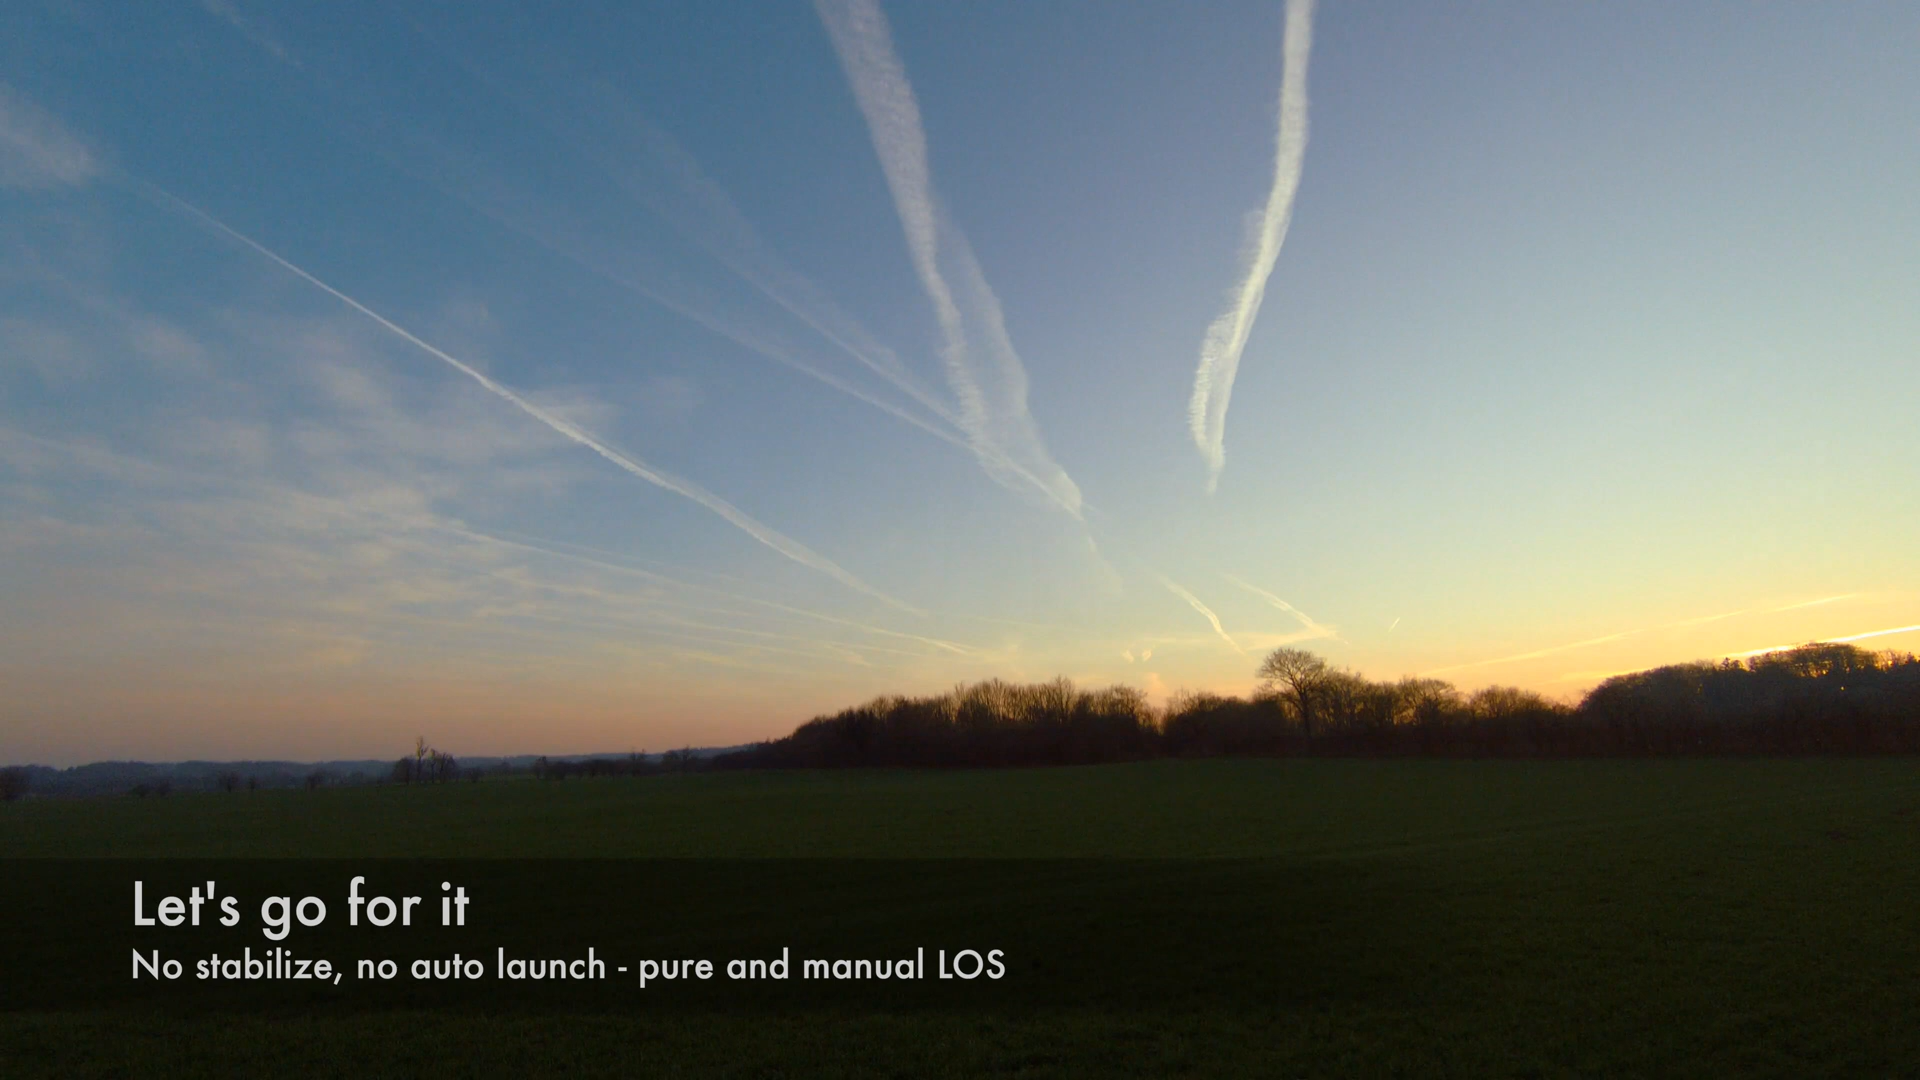 Let's go for it
No stabilize, no auto launch - pure and manual LOS